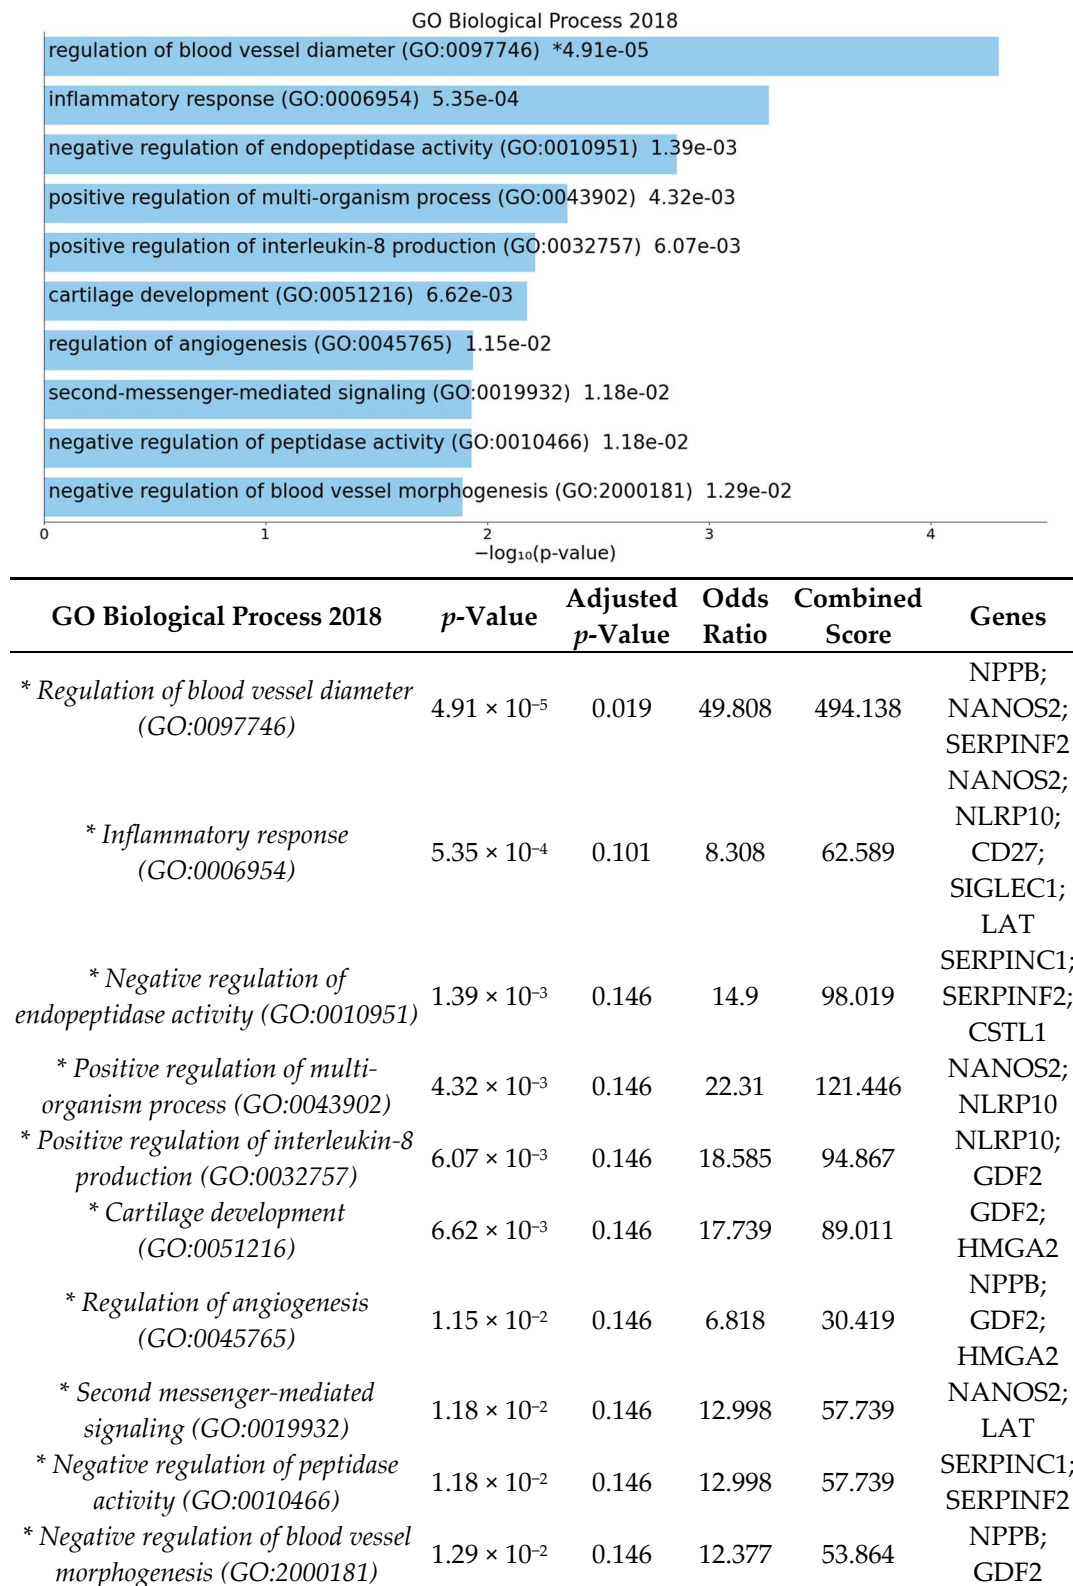 GO Biological Process 2018
regulation of blood vessel diameter (GO:0097746) *4.91e-05
inflammatory response (GO:0006954) 5.35e-04
negative regulation of endopeptidase activity (GO:0010951) 1.39e-03
positive regulation of multi-organism process (GO:0043902) 4.32e-03
positive regulation of interleukin-8 production (GO:0032757) 6.07e-03
cartilage development (GO:0051216) 6.62e-03
regulation of angiogenesis (GO:0045765) 1.15e-02
second-messenger-mediated signaling (GO:0019932) 1.18e-02
negative regulation of peptidase activity (GO:0010466) 1.18e-02
negative regulation of blood vessel morphogenesis (GO:2000181) 1.29e-02
0 1 2 3 4
−log₁₀(p-value)
GO Biological Process 2018 p-Value Adjusted p-Value Odds Ratio Combined Score Genes
* Regulation of blood vessel diameter
(GO:0097746)
4.91 × 10⁻⁵ 0.019 49.808 494.138
NPPB;
NANOS2;
SERPINF2
* Inflammatory response
(GO:0006954)
5.35 × 10⁻⁴ 0.101 8.308 62.589
NANOS2;
NLRP10;
CD27;
SIGLEC1;
LAT
* Negative regulation of
endopeptidase activity (GO:0010951)
1.39 × 10⁻³ 0.146 14.9 98.019
SERPINC1;
SERPINF2;
CSTL1
* Positive regulation of multi-
organism process (GO:0043902)
4.32 × 10⁻³ 0.146 22.31 121.446
NANOS2;
NLRP10
* Positive regulation of interleukin-8
production (GO:0032757)
6.07 × 10⁻³ 0.146 18.585 94.867
NLRP10;
GDF2
* Cartilage development
(GO:0051216)
6.62 × 10⁻³ 0.146 17.739 89.011
GDF2;
HMGA2
* Regulation of angiogenesis
(GO:0045765)
1.15 × 10⁻² 0.146 6.818 30.419
NPPB;
GDF2;
HMGA2
* Second messenger-mediated
signaling (GO:0019932)
1.18 × 10⁻² 0.146 12.998 57.739
NANOS2;
LAT
* Negative regulation of peptidase
activity (GO:0010466)
1.18 × 10⁻² 0.146 12.998 57.739
SERPINC1;
SERPINF2
* Negative regulation of blood vessel
morphogenesis (GO:2000181)
1.29 × 10⁻² 0.146 12.377 53.864
NPPB;
GDF2